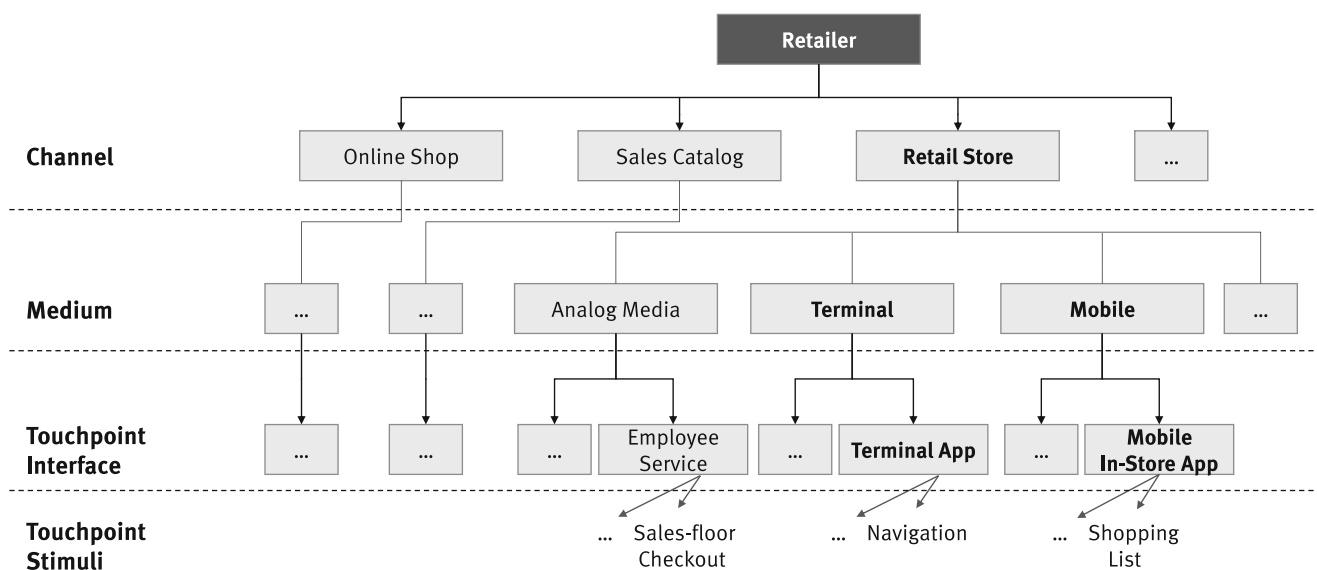 Retailer
Channel
Online Shop
Sales Catalog
Retail Store
...
Medium
...
...
Analog Media
Terminal
Mobile
...
Touchpoint
Interface
...
...
...
Employee
Service
...
Terminal App
...
Mobile
In-Store App
Touchpoint
Stimuli
... Sales-floor
Checkout
... Navigation
... Shopping
List